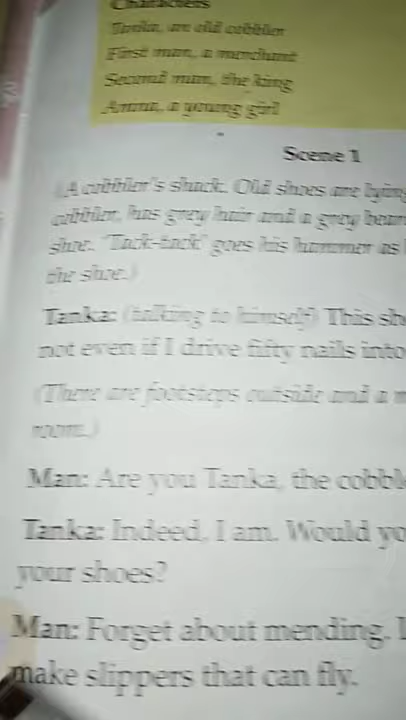 Characters
Tanka, an old cobbler
First man, a merchant
Second man, the king
Amma, a young girl
Scene 1
(A cobbler's shack. Old shoes are lying
cobbler, has grey hair and a grey bear
shoe. "Tack-tack" goes his hammer as
the shoe.)
Tanka: (talking to himself) This sh
not even if I drive fifty nails into
(There are footsteps outside and a m
room.)
Man: Are you Tanka, the cobbl
Tanka: Indeed, I am. Would yo
your shoes?
Man: Forget about mending. I
make slippers that can fly.